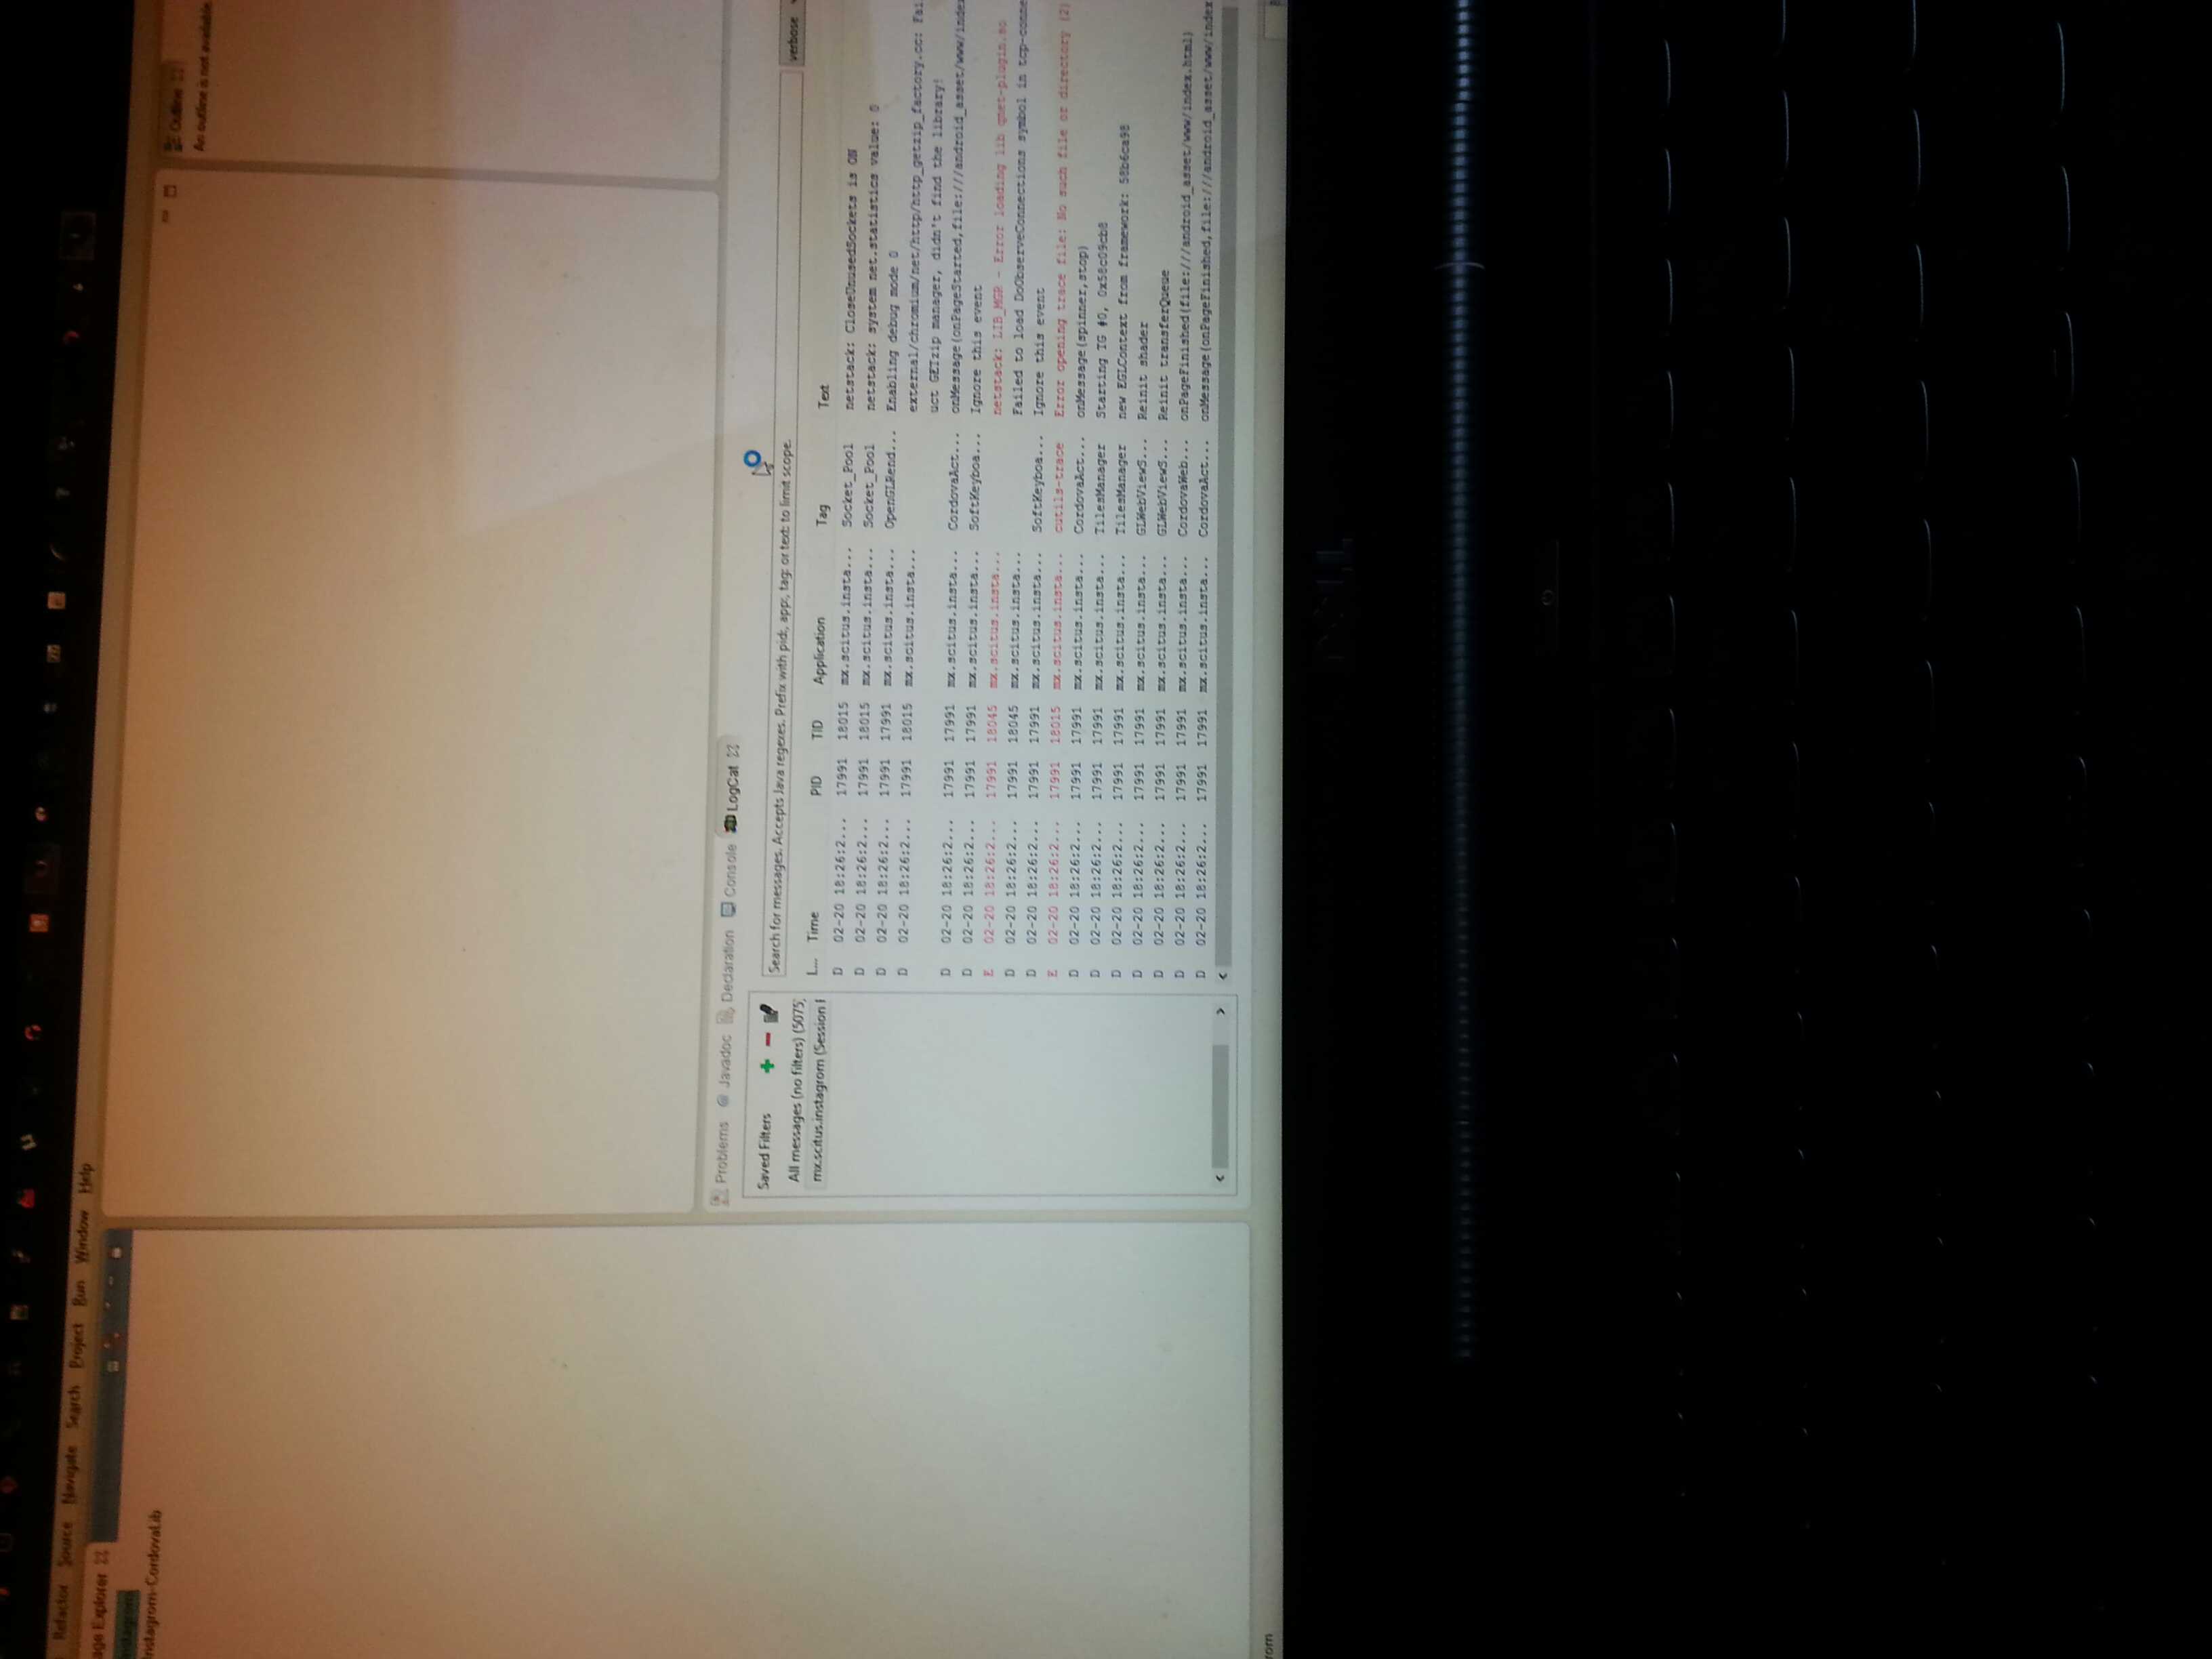 Refactor Source Navigate Search Project Run Window Help
age Explorer
Instagrom
Instagrom-CordovaLib
Outline
An outline is not available.
Problems @ Javadoc Declaration Console LogCat
Saved Filters
All messages (no filters) (5075)
mx.scitus.instagrom (Session F
Search for messages. Accepts Java regexes. Prefix with pid:, app:, tag: or text: to limit scope.
verbose
L... Time PID TID Application Tag Text
D 02-20 18:26:2... 17991 18015 mx.scitus.insta... Socket_Pool netstack: CloseUnusedSockets is ON
D 02-20 18:26:2... 17991 18015 mx.scitus.insta... Socket_Pool netstack: system net.statistics value: 0
D 02-20 18:26:2... 17991 17991 mx.scitus.insta... OpenGLRend... Enabling debug mode 0
D 02-20 18:26:2... 17991 18015 mx.scitus.insta... external/chromium/net/http/http_getzip_factory.cc: Fai
uct GETzip manager, didn't find the library!
D 02-20 18:26:2... 17991 17991 mx.scitus.insta... CordovaAct... onMessage(onPageStarted,file:///android_asset/www/index
D 02-20 18:26:2... 17991 17991 mx.scitus.insta... SoftKeyboa... Ignore this event
E 02-20 18:26:2... 17991 18045 mx.scitus.insta... netstack: LIB_MGR - Error loading lib qnet-plugin.so
D 02-20 18:26:2... 17991 18045 mx.scitus.insta... Failed to load DoObserveConnections symbol in tcp-conne
D 02-20 18:26:2... 17991 17991 mx.scitus.insta... SoftKeyboa... Ignore this event
E 02-20 18:26:2... 17991 18015 mx.scitus.insta... cutils-trace Error opening trace file: No such file or directory (2)
D 02-20 18:26:2... 17991 17991 mx.scitus.insta... CordovaAct... onMessage(spinner,stop)
D 02-20 18:26:2... 17991 17991 mx.scitus.insta... TilesManager Starting TG #0, 0x58c09cb8
D 02-20 18:26:2... 17991 17991 mx.scitus.insta... TilesManager new EGLContext from framework: 58b6ca98
D 02-20 18:26:2... 17991 17991 mx.scitus.insta... GLWebViewS... Reinit shader
D 02-20 18:26:2... 17991 17991 mx.scitus.insta... GLWebViewS... Reinit transferQueue
D 02-20 18:26:2... 17991 17991 mx.scitus.insta... CordovaWeb... onPageFinished(file:///android_asset/www/index.html)
D 02-20 18:26:2... 17991 17991 mx.scitus.insta... CordovaAct... onMessage(onPageFinished,file:///android_asset/www/index
rom
DELL